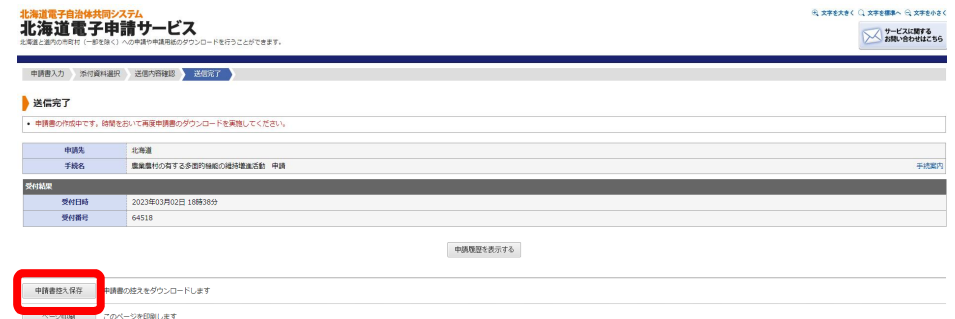 北海道電子自治体共同システム
北海道電子申請サービス
北海道と道内の市町村（一部を除く）への申請や申請用紙のダウンロードを行うことができます。
文字を大きく 文字を標準へ 文字を小さく
サービスに関する
お問い合わせはこちら
申請書入力 添付資料選択 送信内容確認 送信完了
送信完了
• 申請書の作成中です。時間をおいて再度申請書のダウンロードを実施してください。
申請先 北海道
手続名 農業農村の有する多面的機能の維持増進活動 申請 手続案内
受付結果
受付日時 2023年03月02日 18時38分
受付番号 64518
申請履歴を表示する
申請書控え保存 申請書の控えをダウンロードします
ページ印刷 このページを印刷します